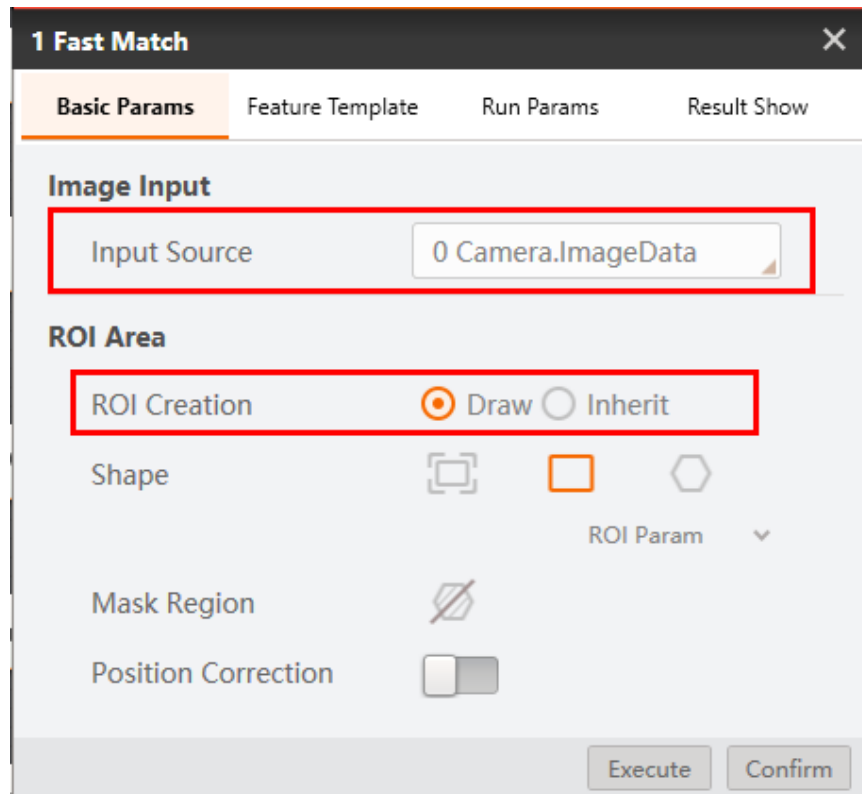 1 Fast Match
Basic Params Feature Template Run Params Result Show
Image Input
Input Source 0 Camera.ImageData
ROI Area
ROI Creation Draw Inherit
Shape
ROI Param
Mask Region
Position Correction
Execute Confirm